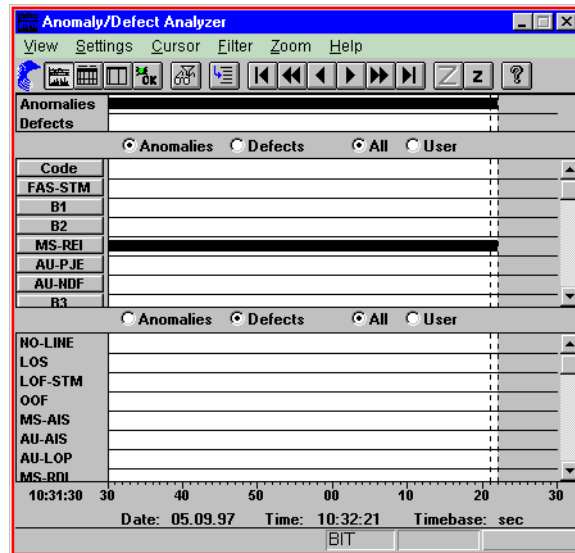 Anomaly/Defect Analyzer
View Settings Cursor Filter Zoom Help
OK Z z ?
Anomalies
Defects
Anomalies Defects All User
Code
FAS-STM
B1
B2
MS-REI
AU-PJE
AU-NDF
B3
Anomalies Defects All User
NO-LINE
LOS
LOF-STM
OOF
MS-AIS
AU-AIS
AU-LOP
MS-RDI
10:31:30 30 40 50 00 10 20 30
Date: 05.09.97 Time: 10:32:21 Timebase: sec
BIT